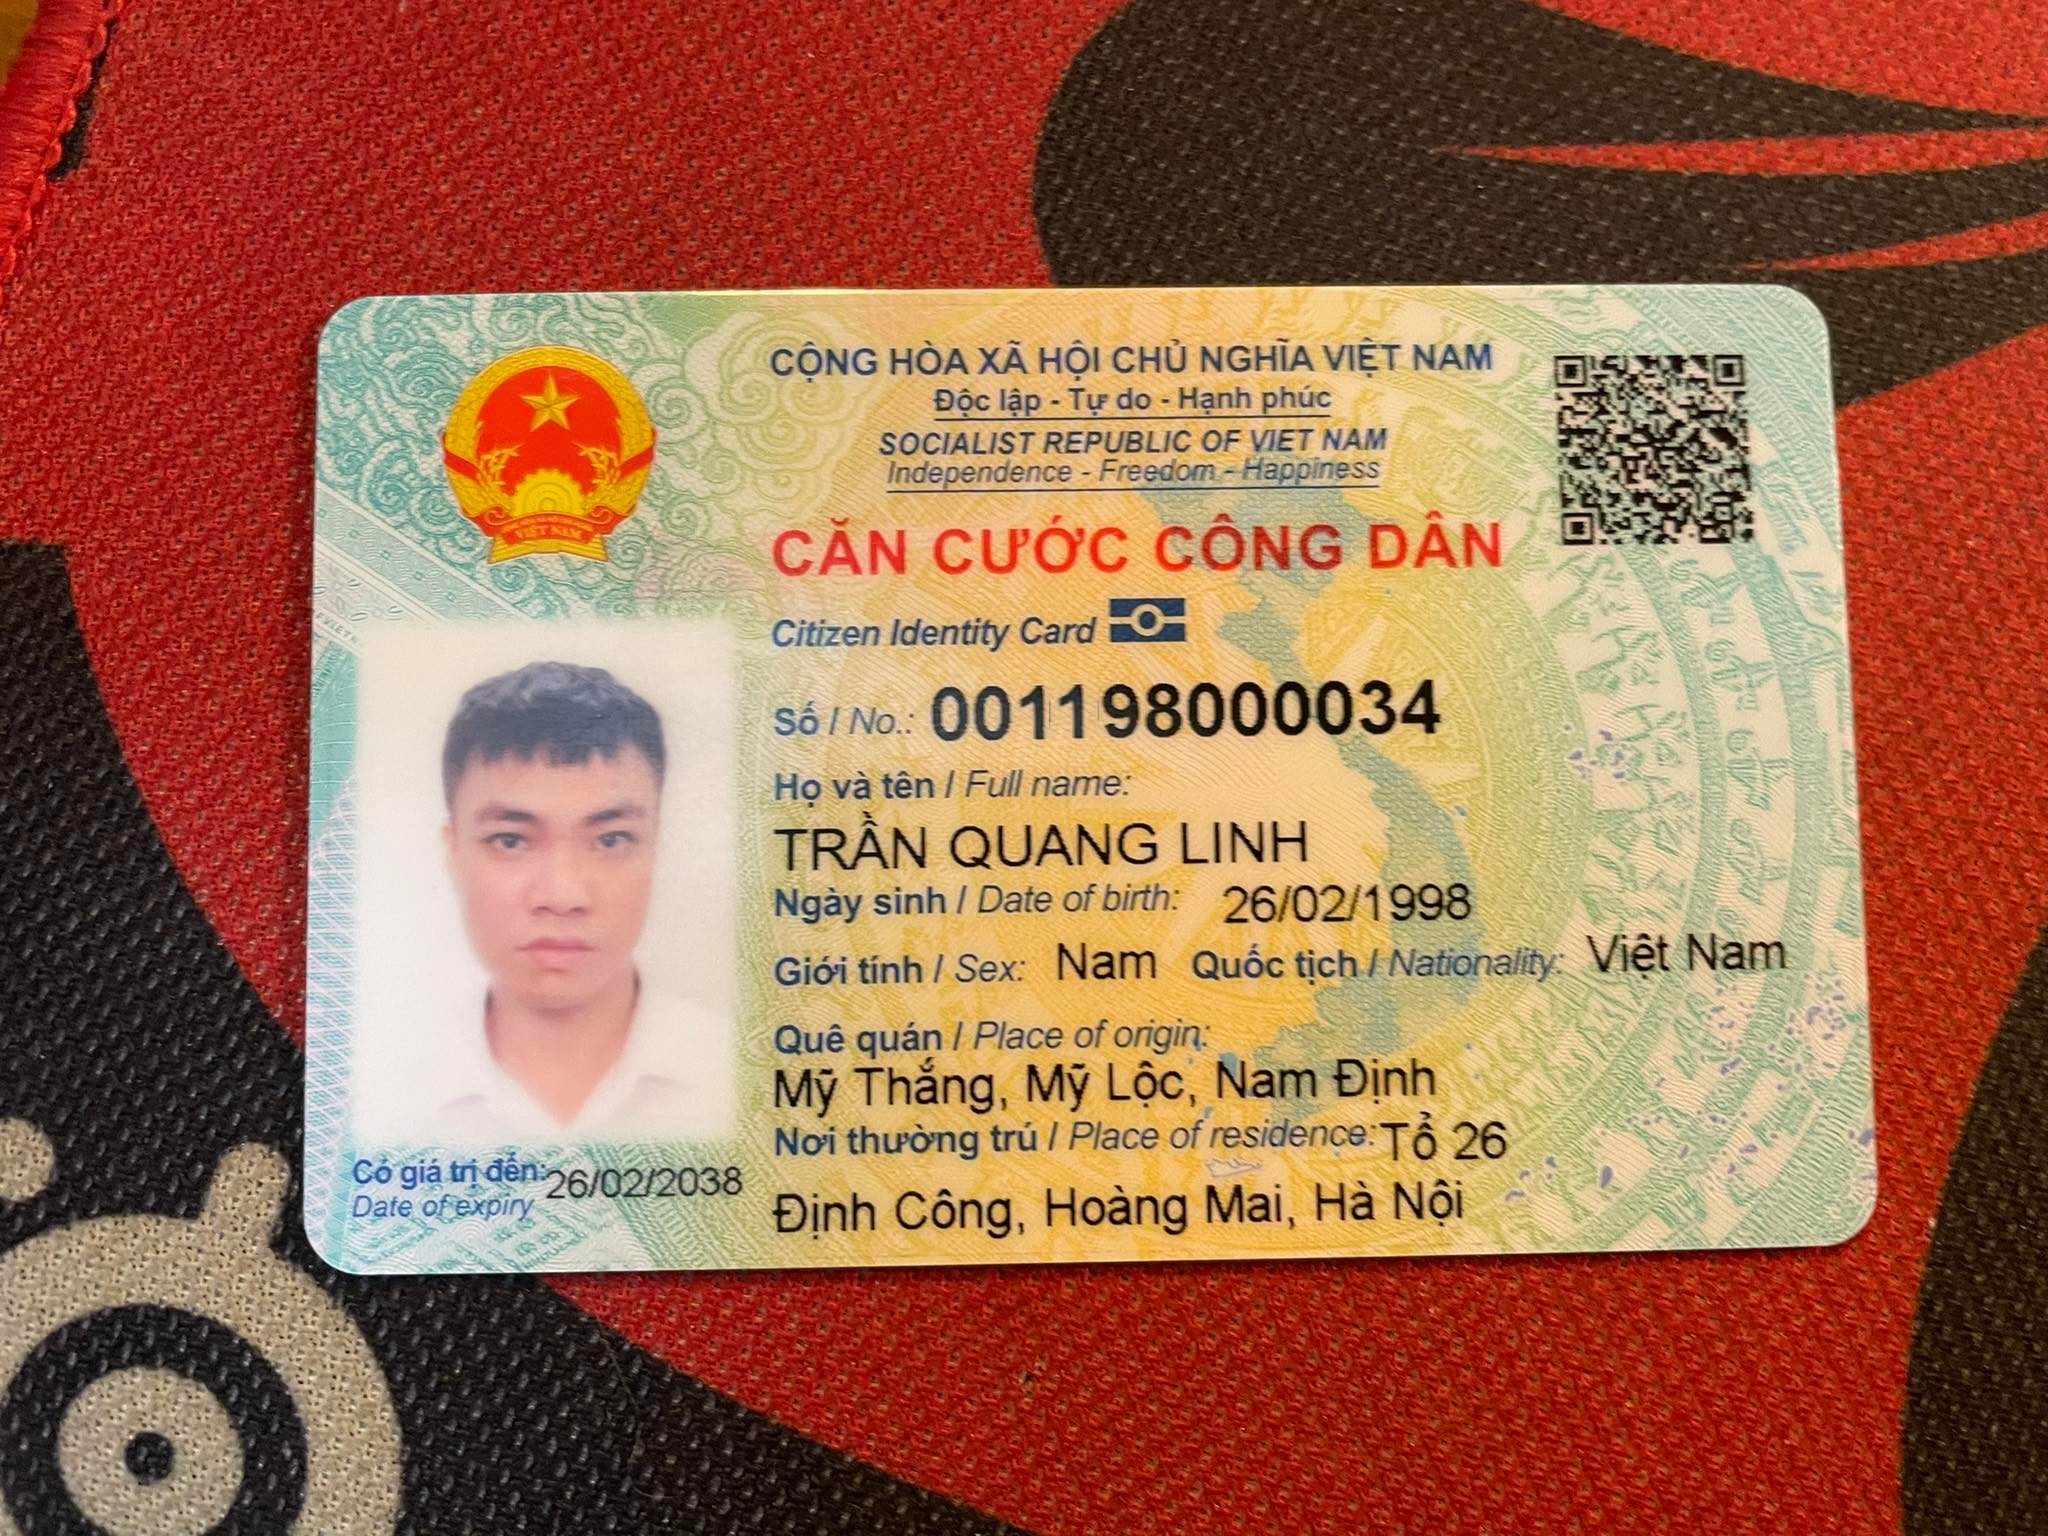 CỘNG HÒA XÃ HỘI CHỦ NGHĨA VIỆT NAM
Độc lập - Tự do - Hạnh phúc
SOCIALIST REPUBLIC OF VIET NAM
Independence - Freedom - Happiness
CĂN CƯỚC CÔNG DÂN
Citizen Identity Card
Số / No.: 001198000034
Họ và tên / Full name:
TRẦN QUANG LINH
Ngày sinh / Date of birth: 26/02/1998
Giới tính / Sex: Nam Quốc tịch / Nationality: Việt Nam
Quê quán / Place of origin:
Mỹ Thắng, Mỹ Lộc, Nam Định
Nơi thường trú / Place of residence: Tổ 26
Định Công, Hoàng Mai, Hà Nội
Có giá trị đến: 26/02/2038
Date of expiry
VIỆT NAM